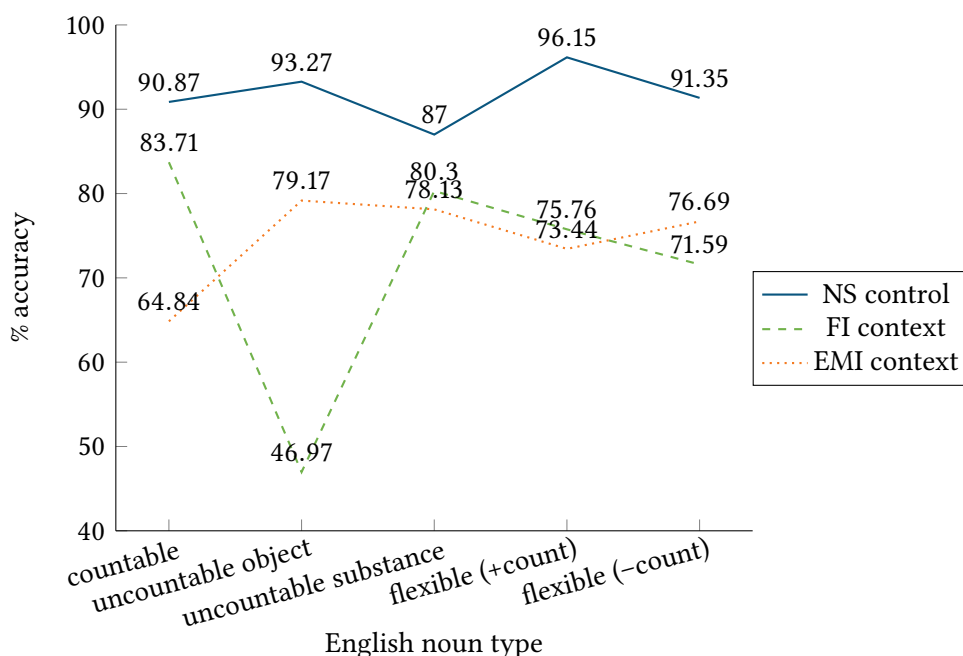 100
90
80
70
60
50
40
% accuracy
90.87
93.27
87
96.15
91.35
83.71
46.97
80.3
75.76
71.59
64.84
79.17
78.13
73.44
76.69
NS control
FI context
EMI context
countable
uncountable object
uncountable substance
flexible (+count)
flexible (−count)
English noun type